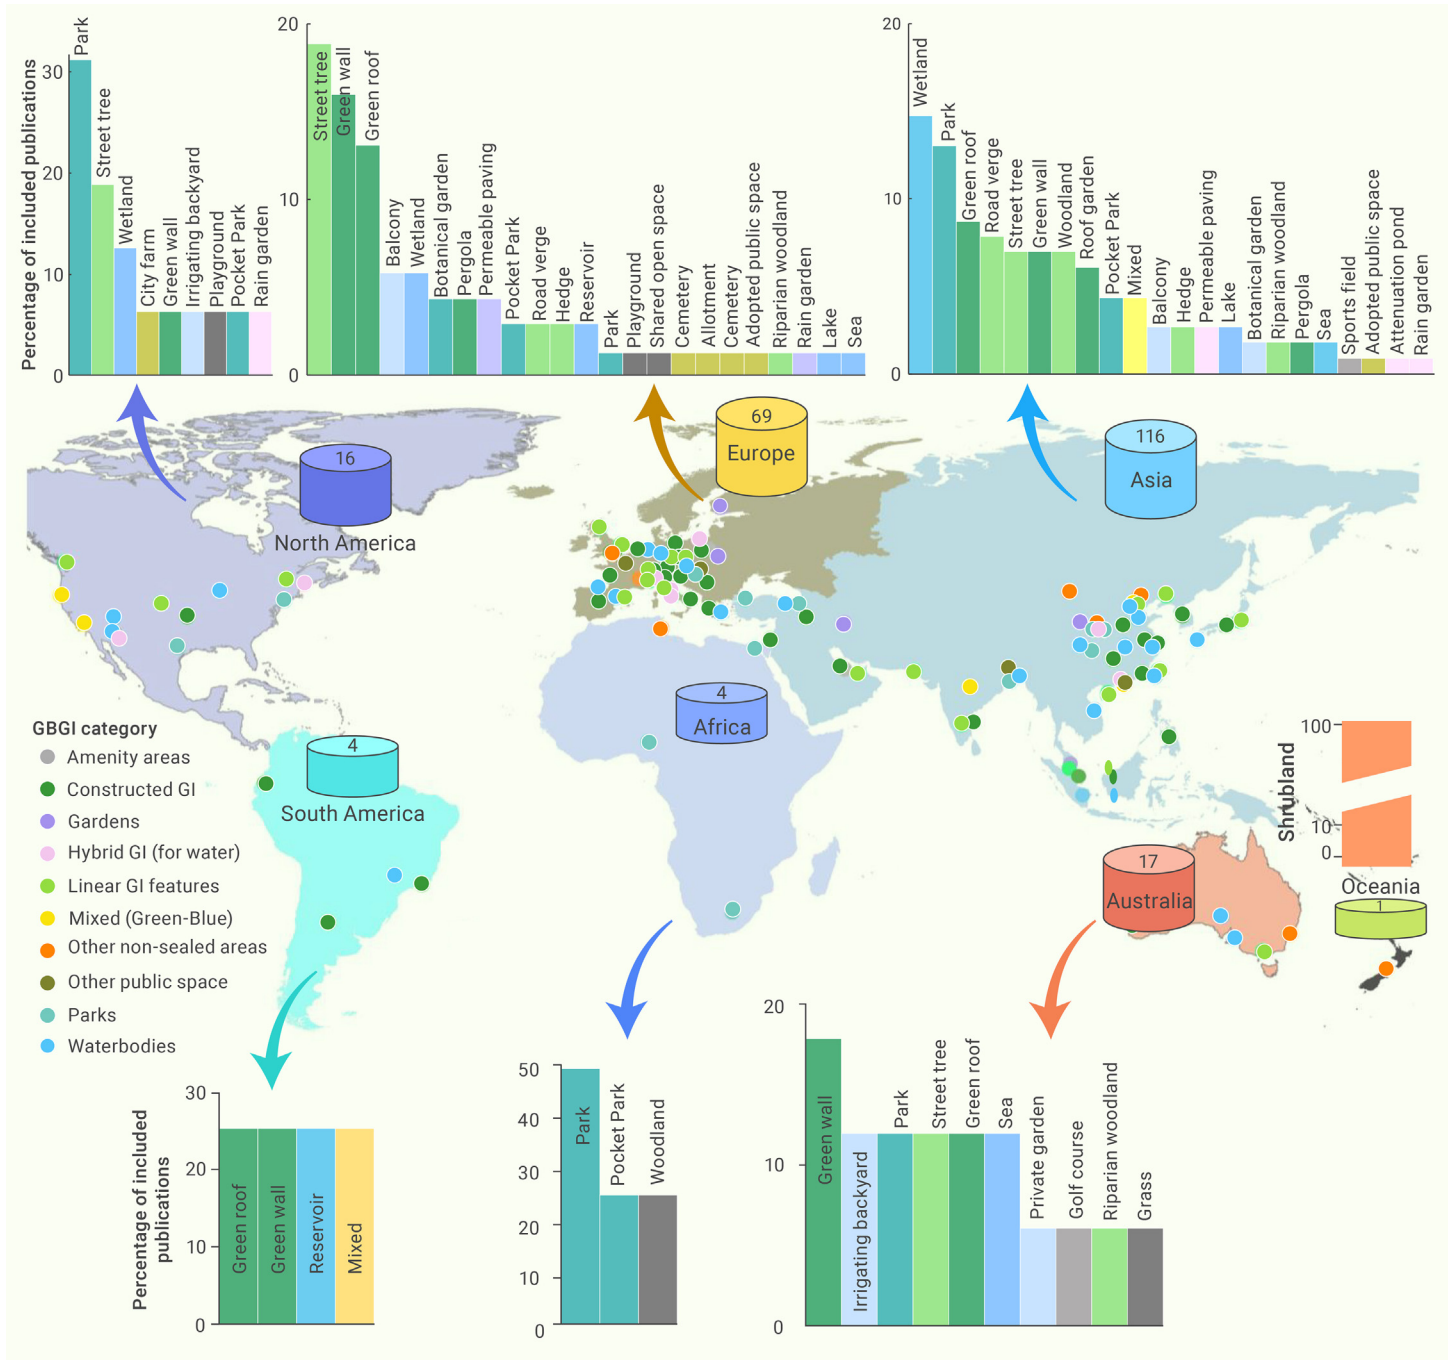 Percentage of included publications
30
20
10
0
Park
Street tree
Wetland
City farm
Green wall
Irrigating backyard
Playground
Pocket Park
Rain garden
20
10
0
Street tree
Green wall
Green roof
Balcony
Wetland
Botanical garden
Pergola
Permeable paving
Pocket Park
Road verge
Hedge
Reservoir
Park
Playground
Shared open space
Cemetery
Allotment
Cemetery
Adopted public space
Riparian woodland
Rain garden
Lake
Sea
20
10
0
Wetland
Park
Green roof
Road verge
Street tree
Green wall
Woodland
Roof garden
Pocket Park
Mixed
Balcony
Hedge
Permeable paving
Lake
Botanical garden
Riparian woodland
Pergola
Sea
Sports field
Adopted public space
Attenuation pond
Rain garden
16
North America
69
Europe
116
Asia
4
Africa
4
South America
17
Australia
Shrubland
100
10
0
Oceania
1
GBGI category
Amenity areas
Constructed GI
Gardens
Hybrid GI (for water)
Linear GI features
Mixed (Green-Blue)
Other non-sealed areas
Other public space
Parks
Waterbodies
Percentage of included
publications
30
20
10
0
Green roof
Green wall
Reservoir
Mixed
50
40
30
20
10
0
Park
Pocket Park
Woodland
20
10
0
Green wall
Irrigating backyard
Park
Street tree
Green roof
Sea
Private garden
Golf course
Riparian woodland
Grass